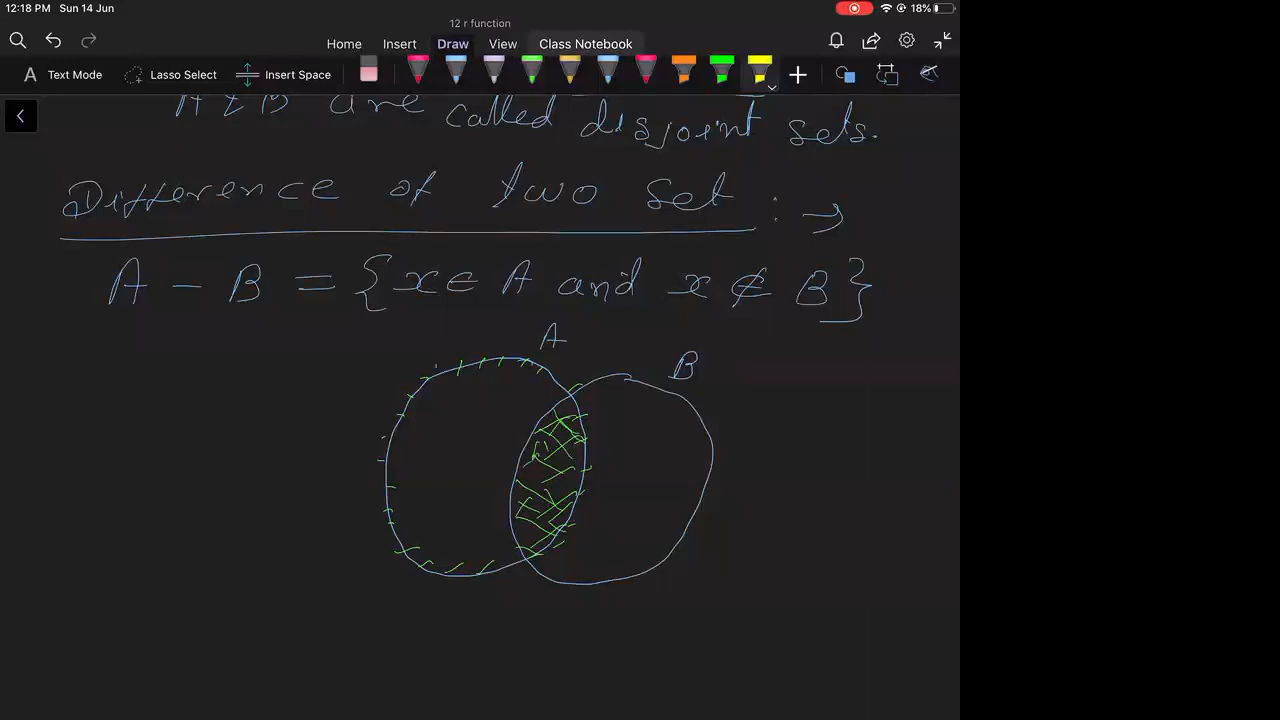 12:18 PM Sun 14 Jun 18%
12 r function
Home Insert Draw View Class Notebook
A Text Mode Lasso Select Insert Space
A & B are called disjoint sets.
Difference of two set : →
A - B = {x ∈ A and x ∉ B}
A
B